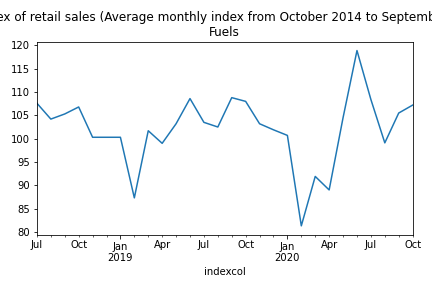 ex of retail sales (Average monthly index from October 2014 to Septemb
Fuels
120
115
110
105
100
95
90
85
80
Jul Oct Jan Apr Jul Oct Jan Apr Jul Oct
2019 2020
indexcol